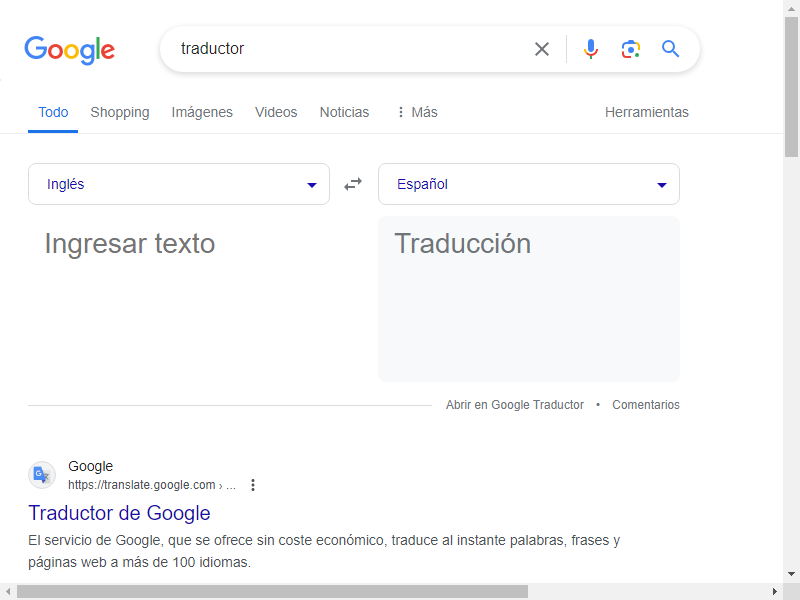 Google
traductor
Todo
Shopping
Imágenes
Videos
Noticias
Más
Herramientas
Inglés
Español
Ingresar texto
Traducción
Abrir en Google Traductor • Comentarios
Google
https://translate.google.com › ...
Traductor de Google
El servicio de Google, que se ofrece sin coste económico, traduce al instante palabras, frases y
páginas web a más de 100 idiomas.